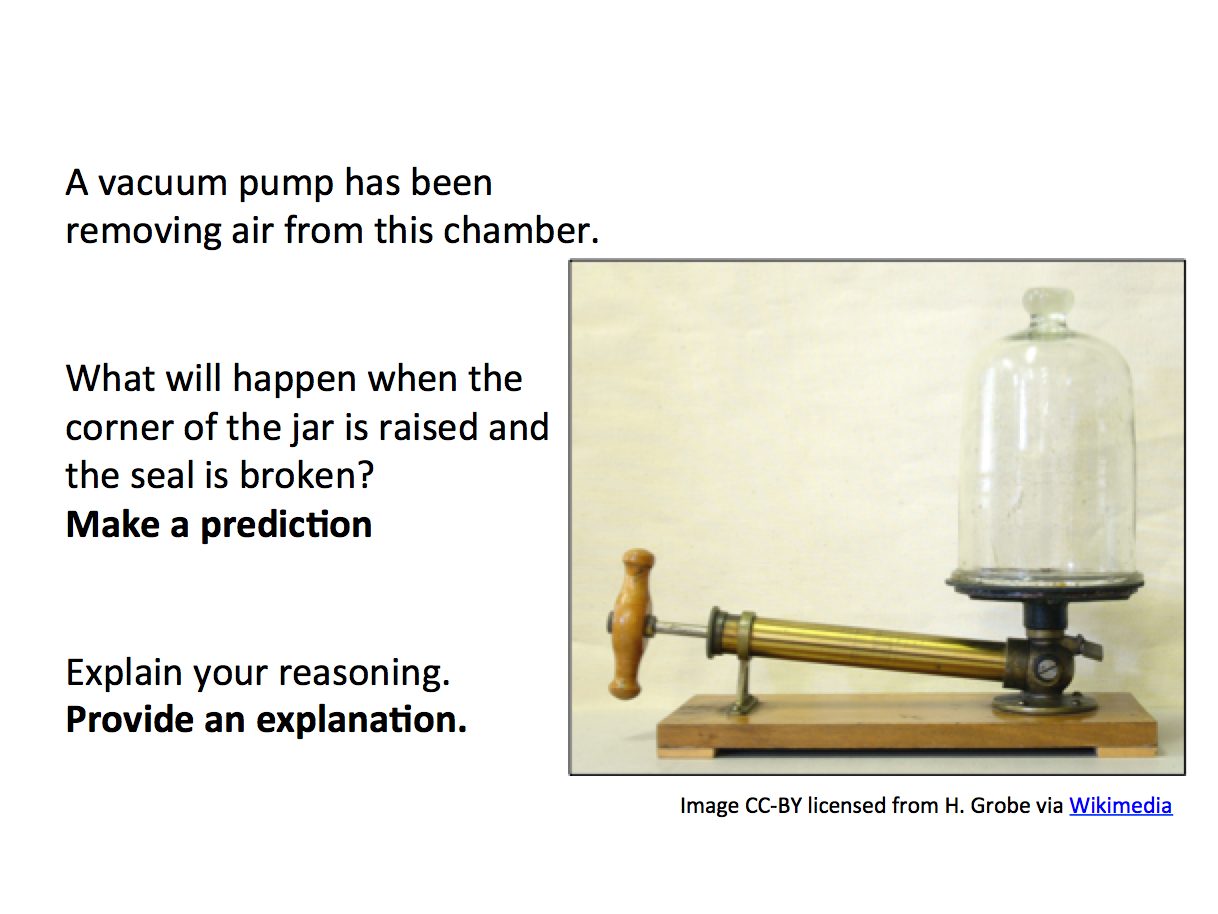 A vacuum pump has been
removing air from this chamber.
What will happen when the
corner of the jar is raised and
the seal is broken?
Make a prediction
Explain your reasoning.
Provide an explanation.
Image CC-BY licensed from H. Grobe via Wikimedia